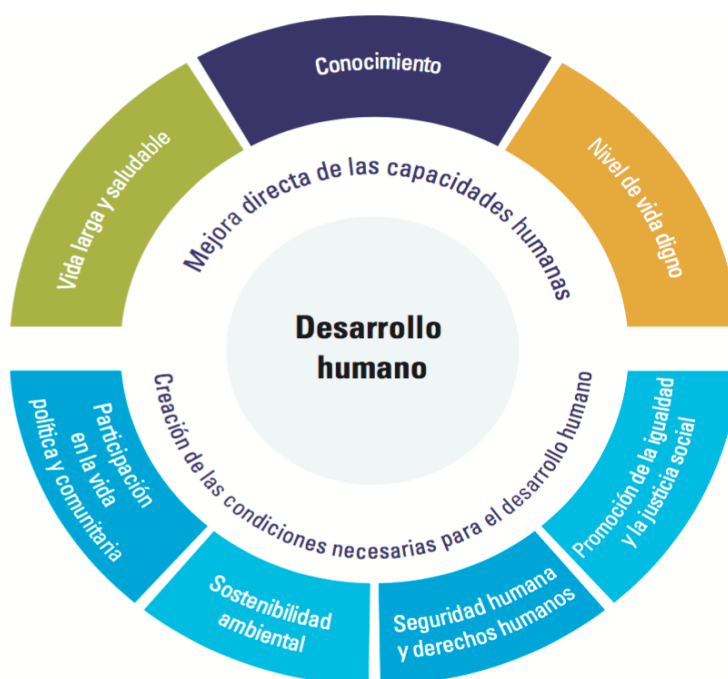 Conocimiento
Vida larga y saludable
Nivel de vida digno
Mejora directa de las capacidades humanas
Desarrollo
humano
Creación de las condiciones necesarias para el desarrollo humano
Participación
en la vida
política y comunitaria
Sostenibilidad
ambiental
Seguridad humana
y derechos humanos
Promoción de la igualdad
y la justicia social